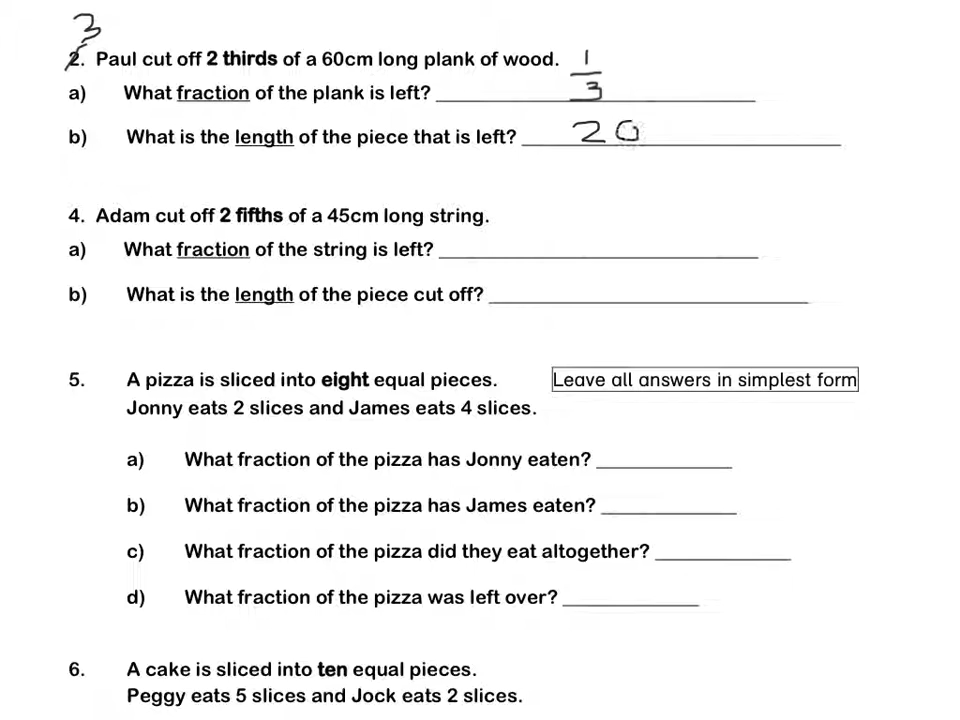 3
2. Paul cut off 2 thirds of a 60cm long plank of wood.
a) What fraction of the plank is left? 1/3
b) What is the length of the piece that is left? 20
4. Adam cut off 2 fifths of a 45cm long string.
a) What fraction of the string is left?
b) What is the length of the piece cut off?
5. A pizza is sliced into eight equal pieces. Leave all answers in simplest form
Jonny eats 2 slices and James eats 4 slices.
a) What fraction of the pizza has Jonny eaten?
b) What fraction of the pizza has James eaten?
c) What fraction of the pizza did they eat altogether?
d) What fraction of the pizza was left over?
6. A cake is sliced into ten equal pieces.
Peggy eats 5 slices and Jock eats 2 slices.